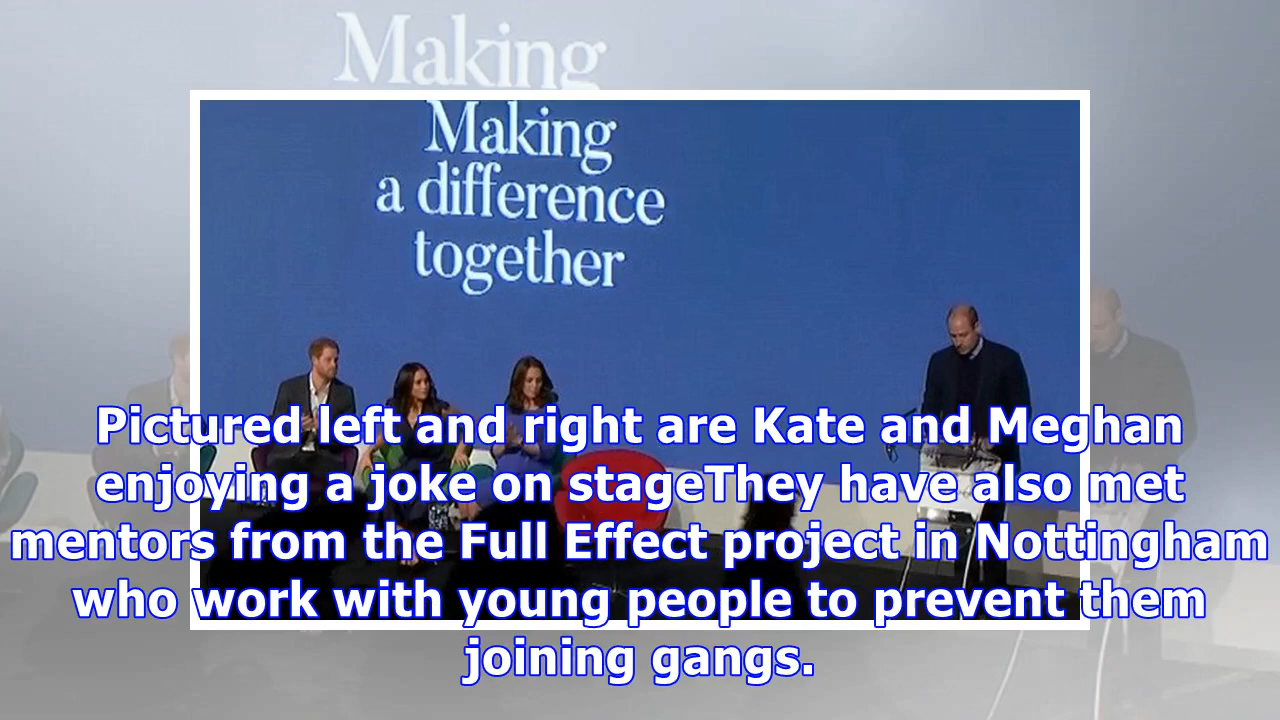 Making
Making
a difference
together
Pictured left and right are Kate and Meghan
enjoying a joke on stageThey have also met
mentors from the Full Effect project in Nottingham
who work with young people to prevent them
joining gangs.